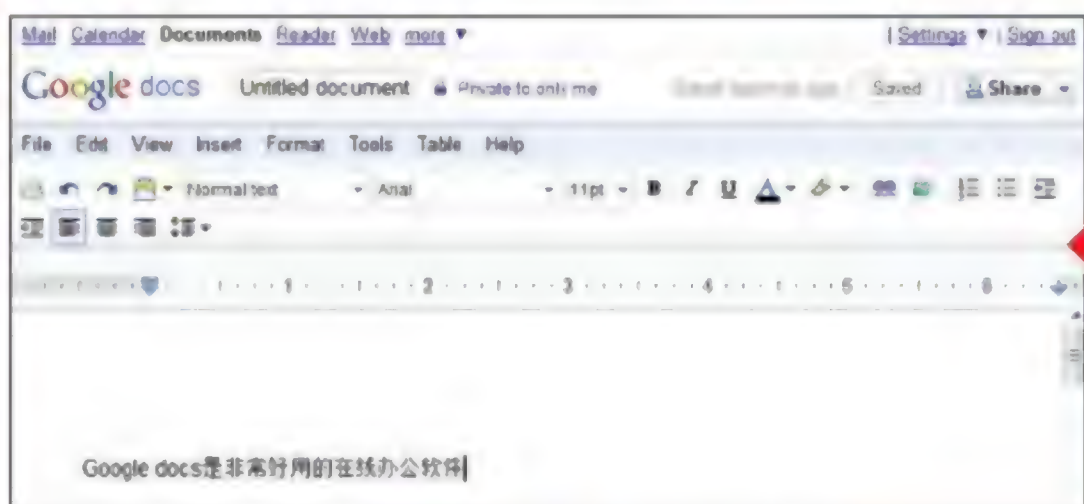 Mail Calendar Documents Reader Web more ▼ | Settings ▼ | Sign out
Google docs Untitled document Private to only me Saved Share
File Edit View Insert Format Tools Table Help
Normal text Arial 11pt B I U A
1 2 3 4 5 6
Google docs是非常好用的在线办公软件